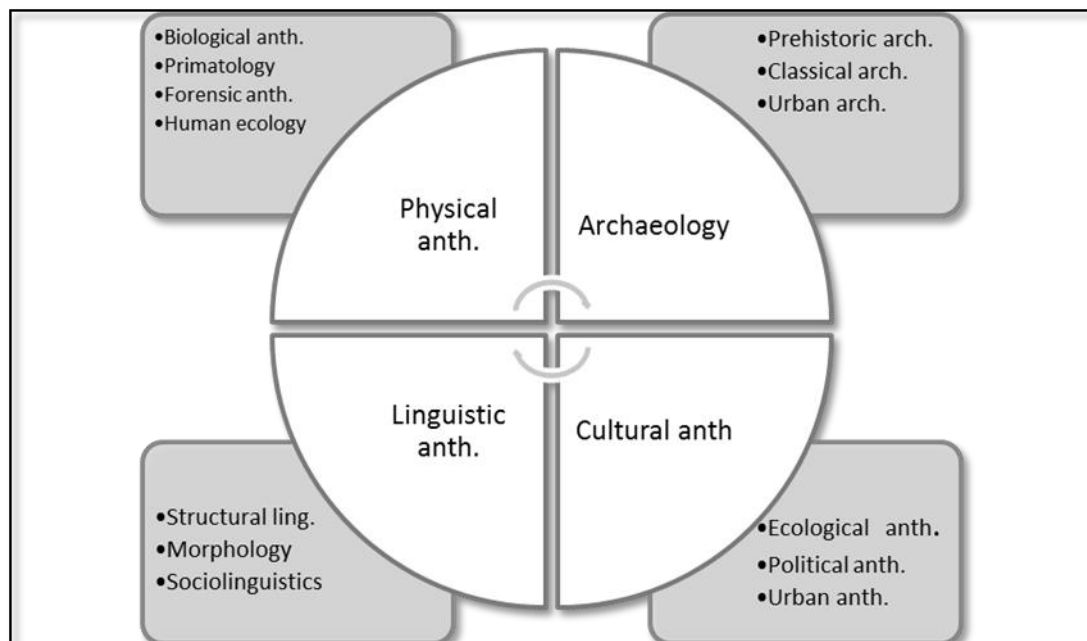 •Biological anth.
•Primatology
•Forensic anth.
•Human ecology
•Prehistoric arch.
•Classical arch.
•Urban arch.
Physical
anth.
Archaeology
Linguistic
anth.
Cultural anth
•Structural ling.
•Morphology
•Sociolinguistics
•Ecological anth.
•Political anth.
•Urban anth.